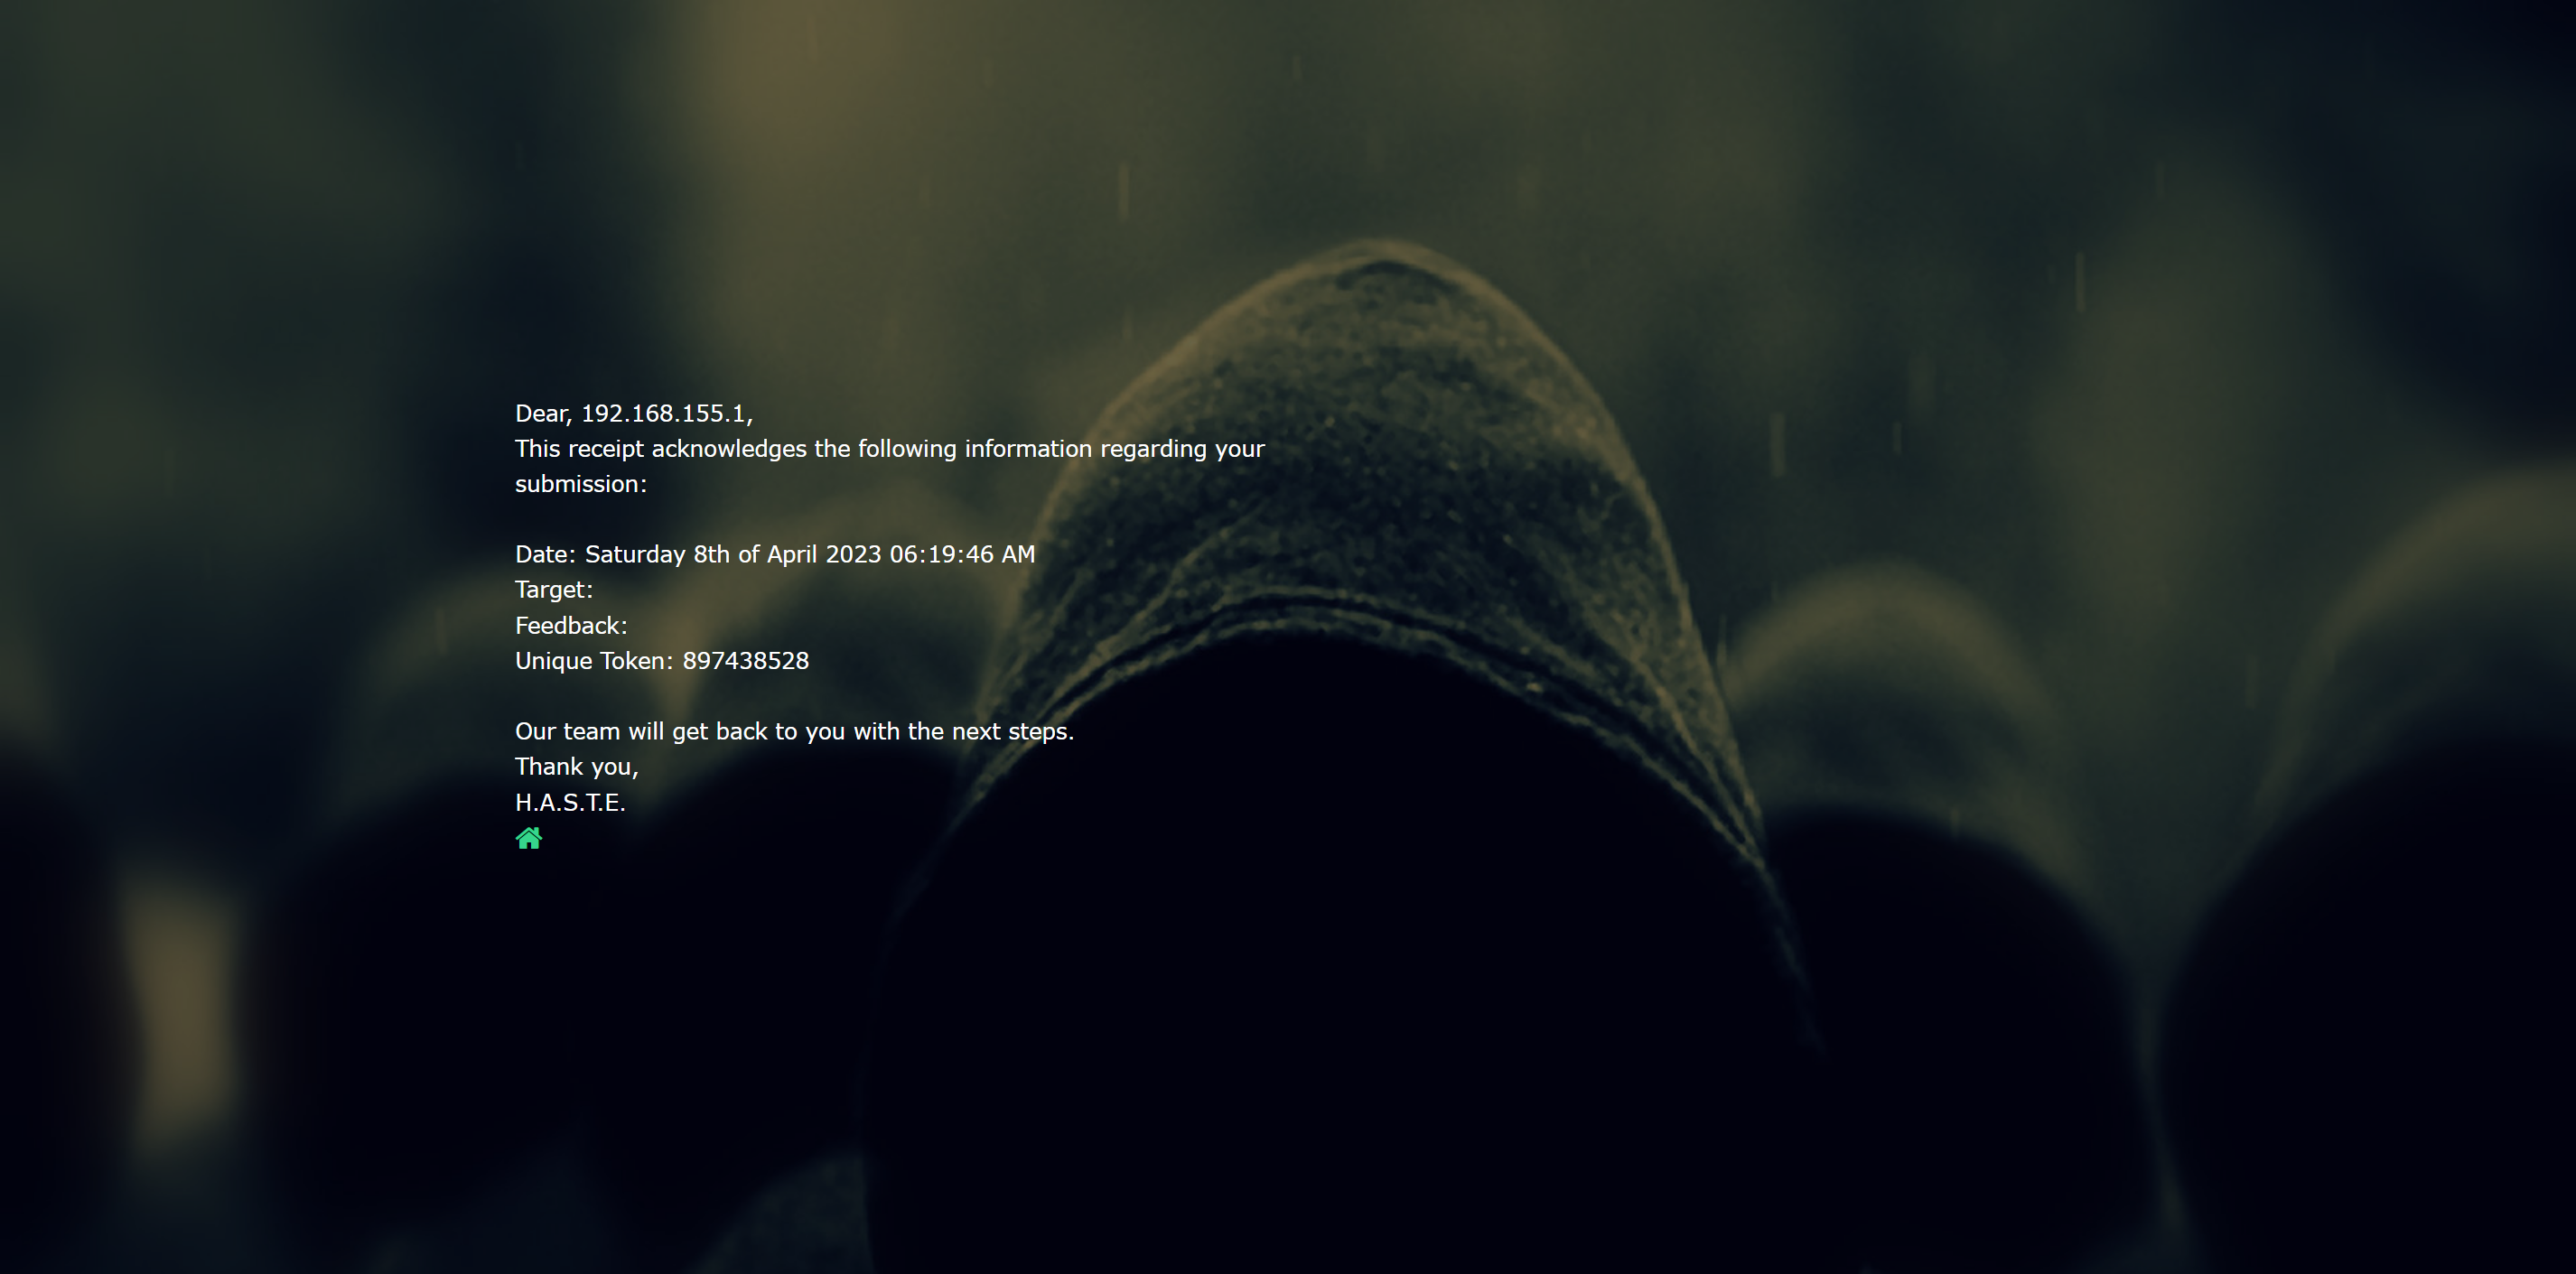 Dear, 192.168.155.1,
This receipt acknowledges the following information regarding your
submission:
Date: Saturday 8th of April 2023 06:19:46 AM
Target:
Feedback:
Unique Token: 897438528
Our team will get back to you with the next steps.
Thank you,
H.A.S.T.E.